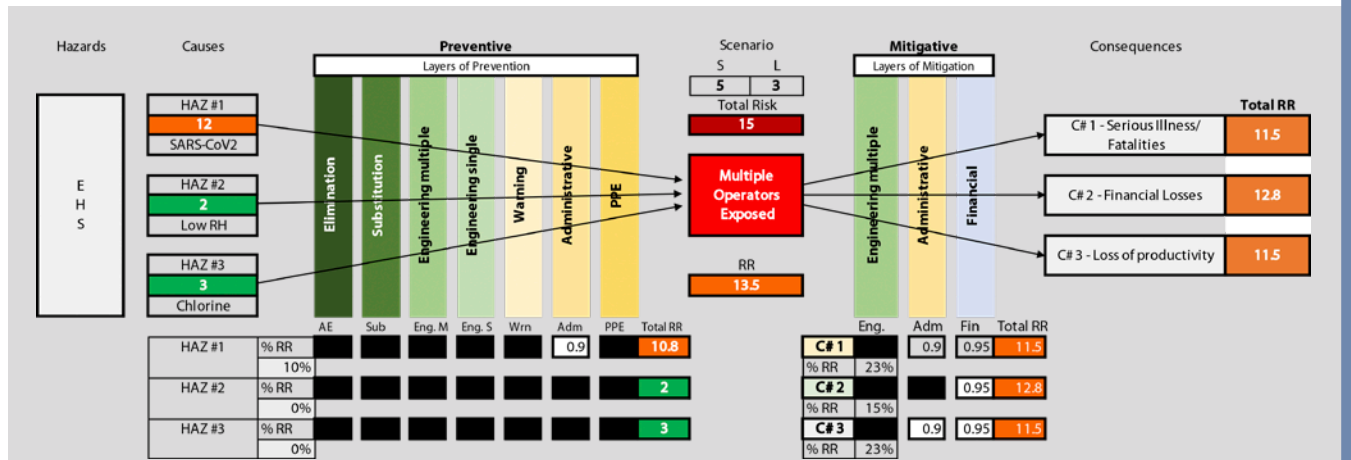 Hazards
Causes
Preventive
Layers of Prevention
Scenario
S L
5 3
Total Risk
15
Mitigative
Layers of Mitigation
Consequences
Total RR
E
H
S
HAZ #1
12
SARS-CoV2
HAZ #2
2
Low RH
HAZ #3
3
Chlorine
Elimination
Substitution
Engineering multiple
Engineering single
Warning
Administrative
PPE
Multiple
Operators
Exposed
RR
13.5
Engineering multiple
Administrative
Financial
C# 1 - Serious Illness/
Fatalities
11.5
C# 2 - Financial Losses
12.8
C# 3 - Loss of productivity
11.5
AE Sub Eng. M Eng. S Wrn Adm PPE Total RR
HAZ #1 % RR 0.9 10.8
10%
HAZ #2 % RR 2
0%
HAZ #3 % RR 3
0%
Eng. Adm Fin Total RR
C# 1 0.9 0.95 11.5
% RR 23%
C# 2 0.95 12.8
% RR 15%
C# 3 0.9 0.95 11.5
% RR 23%